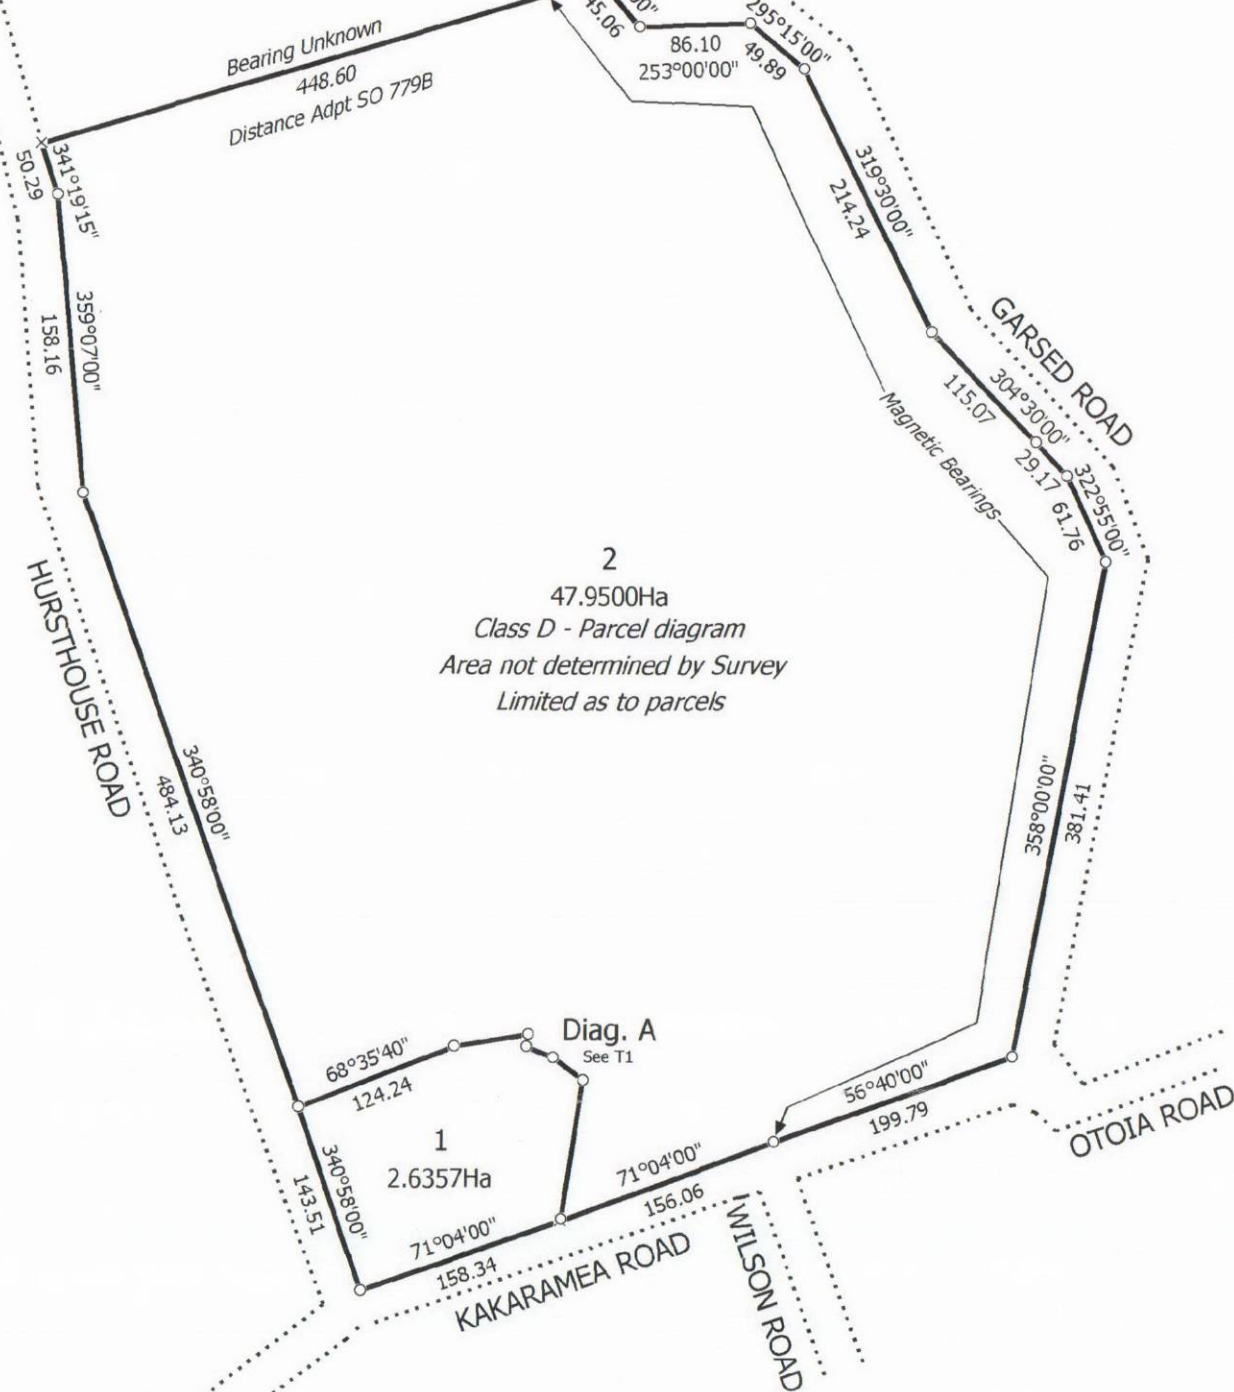 295°15'00"
45.06
86.10
49.89
253°00'00"
Bearing Unknown
448.60
Distance Adpt SO 779B
341°19'15"
50.29
319°30'00"
214.24
359°07'00"
158.16
GARSED ROAD
304°30'00"
115.07
Magnetic Bearings
29.17
322°55'00"
61.76
2
47.9500Ha
Class D - Parcel diagram
Area not determined by Survey
Limited as to parcels
HURSTHOUSE ROAD
340°58'00"
484.13
358°00'00"
381.41
Diag. A
See T1
68°35'40"
124.24
56°40'00"
199.79
OTOIA ROAD
1
2.6357Ha
340°58'00"
143.51
71°04'00"
156.06
71°04'00"
158.34
KAKARAMEA ROAD
WILSON ROAD